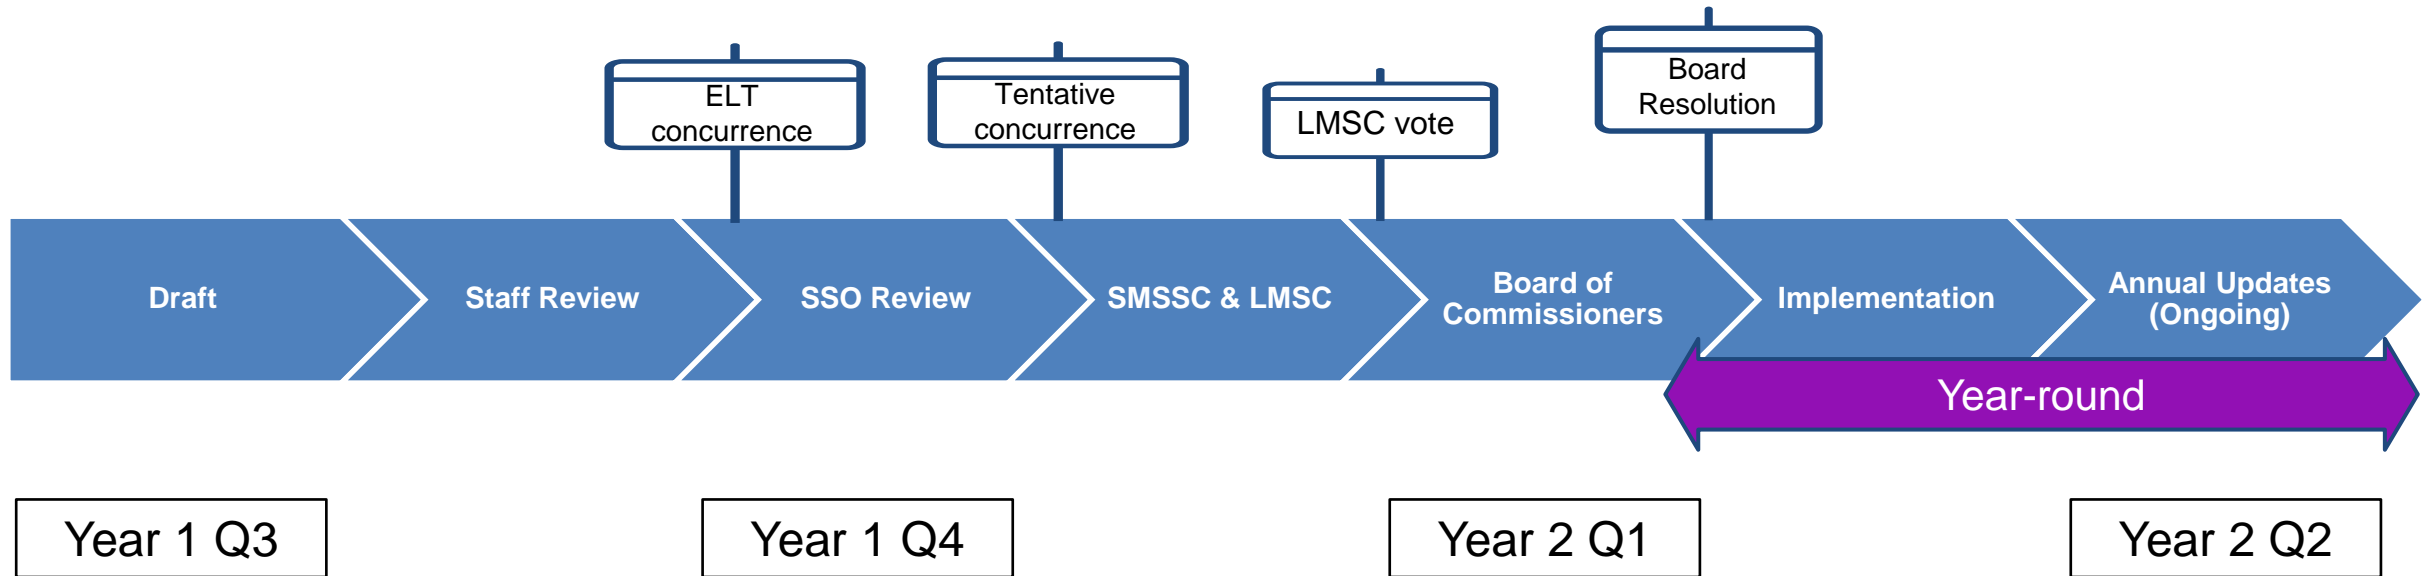 ELT
concurrence
Tentative
concurrence
LMSC vote
Board
Resolution
Draft
Staff Review
SSO Review
SMSSC & LMSC
Board of
Commissioners
Implementation
Annual Updates
(Ongoing)
Year-round
Year 1 Q3
Year 1 Q4
Year 2 Q1
Year 2 Q2